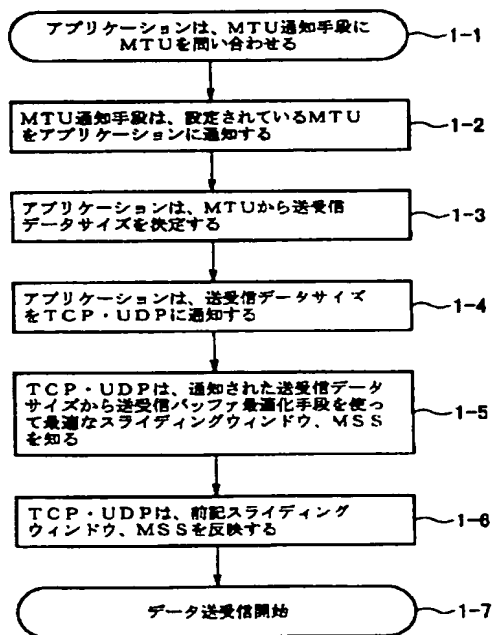 アプリケーションは、MTU通知手段に
MTUを問い合わせる
1-1
MTU通知手段は、設定されているMTU
をアプリケーションに通知する
1-2
アプリケーションは、MTUから送受信
データサイズを決定する
1-3
アプリケーションは、送受信データサイズ
をTCP・UDPに通知する
1-4
TCP・UDPは、通知された送受信データ
サイズから送受信バッファ最適化手段を使っ
て最適なスライディングウィンドウ、MSS
を知る
1-5
TCP・UDPは、前記スライディング
ウィンドウ、MSSを反映する
1-6
データ送受信開始
1-7